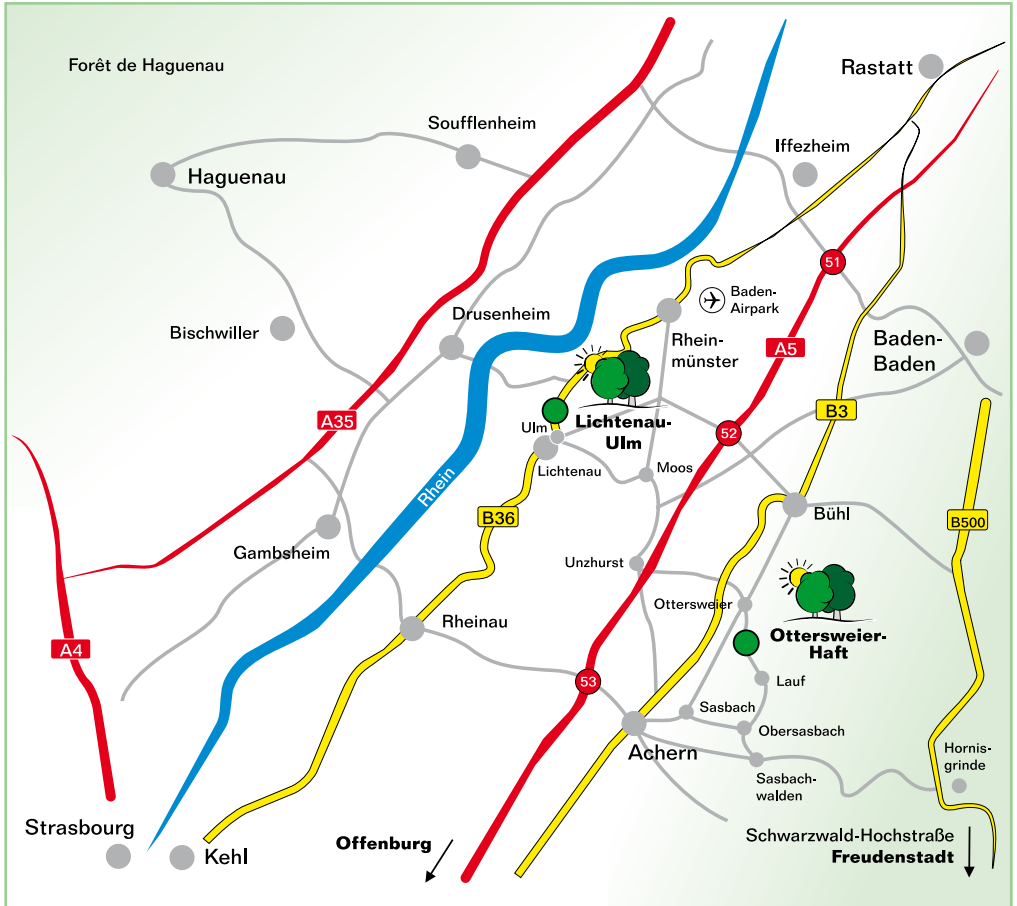 Forêt de Haguenau
Rastatt
Soufflenheim
Iffezheim
Haguenau
51
Baden-
Airpark
Drusenheim
Bischwiller
Rhein-
münster
A5
Baden-
Baden
A35
B3
Ulm
Lichtenau-
Ulm
52
Lichtenau
Moos
Rhein
B36
Bühl
B500
Gambsheim
Unzhurst
Ottersweier
Rheinau
Ottersweier-
Haft
A4
53
Lauf
Sasbach
Obersasbach
Achern
Hornis-
grinde
Sasbach-
walden
Strasbourg
Kehl
Offenburg
Schwarzwald-Hochstraße
Freudenstadt